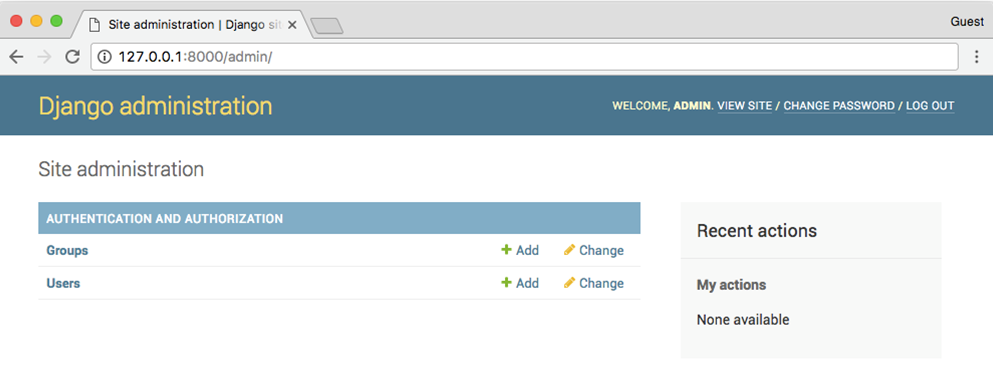 Site administration | Django sit
Guest
127.0.0.1:8000/admin/
Django administration
WELCOME, ADMIN. VIEW SITE / CHANGE PASSWORD / LOG OUT
Site administration
AUTHENTICATION AND AUTHORIZATION
Groups Add Change
Users Add Change
Recent actions
My actions
None available